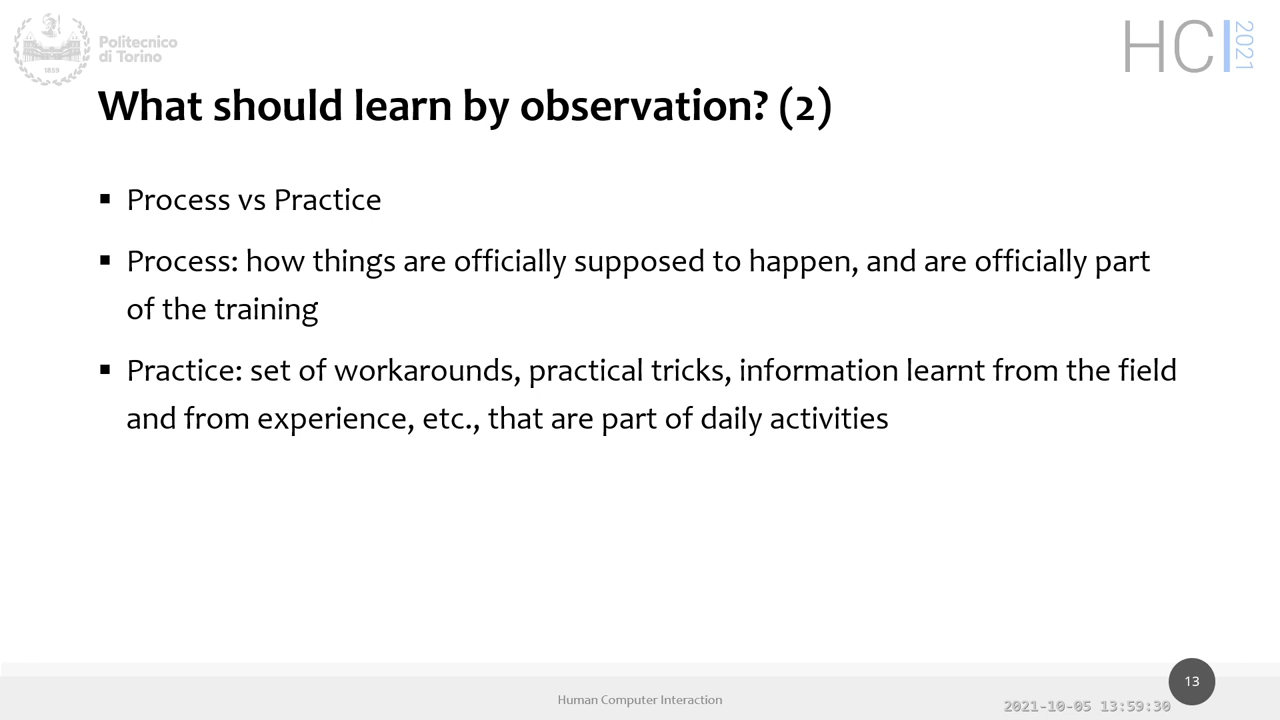 Politecnico
di Torino
1859
HCI
2021
What should learn by observation? (2)
▪ Process vs Practice
▪ Process: how things are officially supposed to happen, and are officially part
of the training
▪ Practice: set of workarounds, practical tricks, information learnt from the field
and from experience, etc., that are part of daily activities
13
Human Computer Interaction
2021-10-05 13:59:30